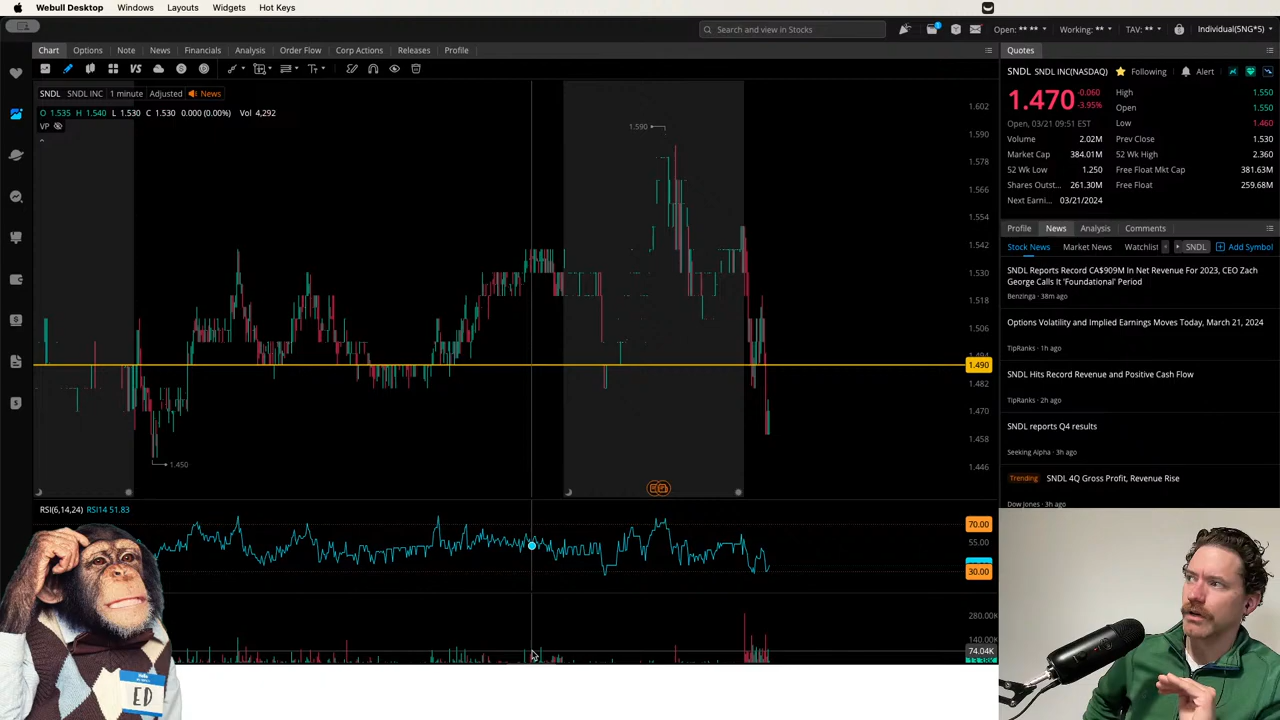 Webull Desktop Windows Layouts Widgets Hot Keys
Search and view in Stocks
Open: ** ** Working: ** TAV: ** Individual(5NG*5)
Chart Options Note News Financials Analysis Order Flow Corp Actions Releases Profile
VS
SNDL SNDL INC 1 minute Adjusted News
O 1.535 H 1.540 L 1.530 C 1.530 0.000 (0.00%) Vol 4,292
VP
1.602
1.590
1.590
1.578
1.566
1.554
1.542
1.530
1.518
1.506
1.494
1.490
1.482
1.470
1.458
1.450
1.446
RSI(6,14,24) RSI14 51.83
70.00
55.00
30.00
280.00K
140.00K
74.04K
Quotes
SNDL SNDL INC(NASDAQ) Following Alert
1.470 -0.060
-3.95%
Open, 03/21 09:51 EST
High 1.550
Open 1.550
Low 1.460
Volume 2.02M Prev Close 1.530
Market Cap 384.01M 52 Wk High 2.360
52 Wk Low 1.250 Free Float Mkt Cap 381.63M
Shares Outst... 261.30M Free Float 259.68M
Next Earni... 03/21/2024
Profile News Analysis Comments
Stock News Market News Watchlist SNDL Add Symbol
SNDL Reports Record CA$909M In Net Revenue For 2023, CEO Zach
George Calls It 'Foundational' Period
Benzinga · 38m ago
Options Volatility and Implied Earnings Moves Today, March 21, 2024
TipRanks · 1h ago
SNDL Hits Record Revenue and Positive Cash Flow
TipRanks · 2h ago
SNDL reports Q4 results
Seeking Alpha · 3h ago
Trending SNDL 4Q Gross Profit, Revenue Rise
Dow Jones · 3h ago
Hello
ED